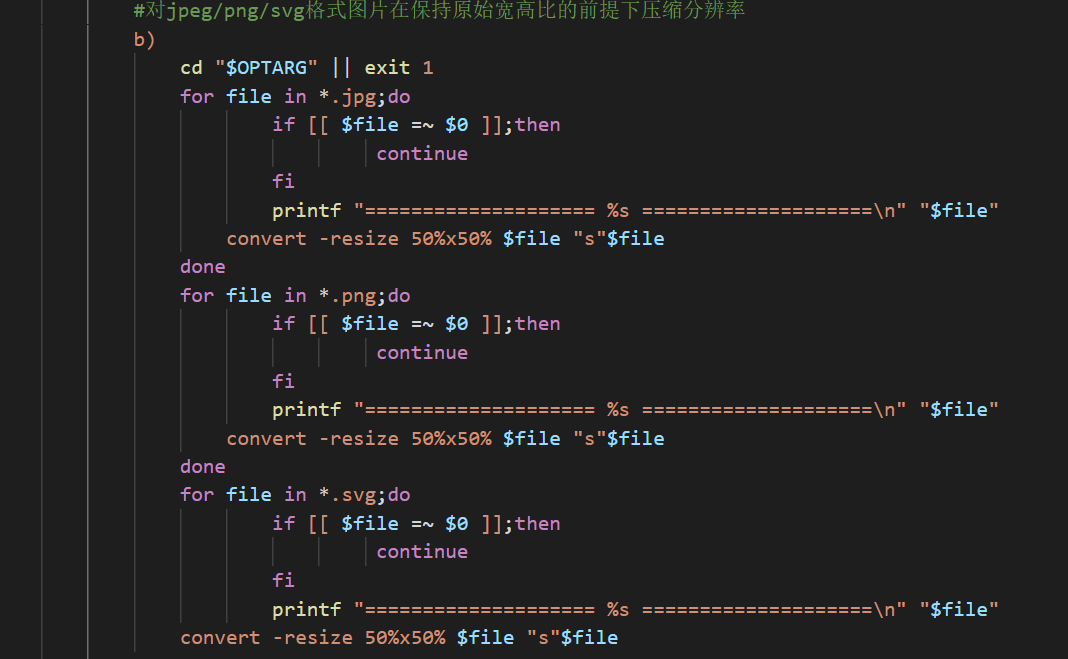 #对jpeg/png/svg格式图片在保持原始宽高比的前提下压缩分辨率
b)
cd "$OPTARG" || exit 1
for file in *.jpg;do
if [[ $file =~ $0 ]];then
continue
fi
printf "==================== %s ====================\n" "$file"
convert -resize 50%x50% $file "s"$file
done
for file in *.png;do
if [[ $file =~ $0 ]];then
continue
fi
printf "==================== %s ====================\n" "$file"
convert -resize 50%x50% $file "s"$file
done
for file in *.svg;do
if [[ $file =~ $0 ]];then
continue
fi
printf "==================== %s ====================\n" "$file"
convert -resize 50%x50% $file "s"$file